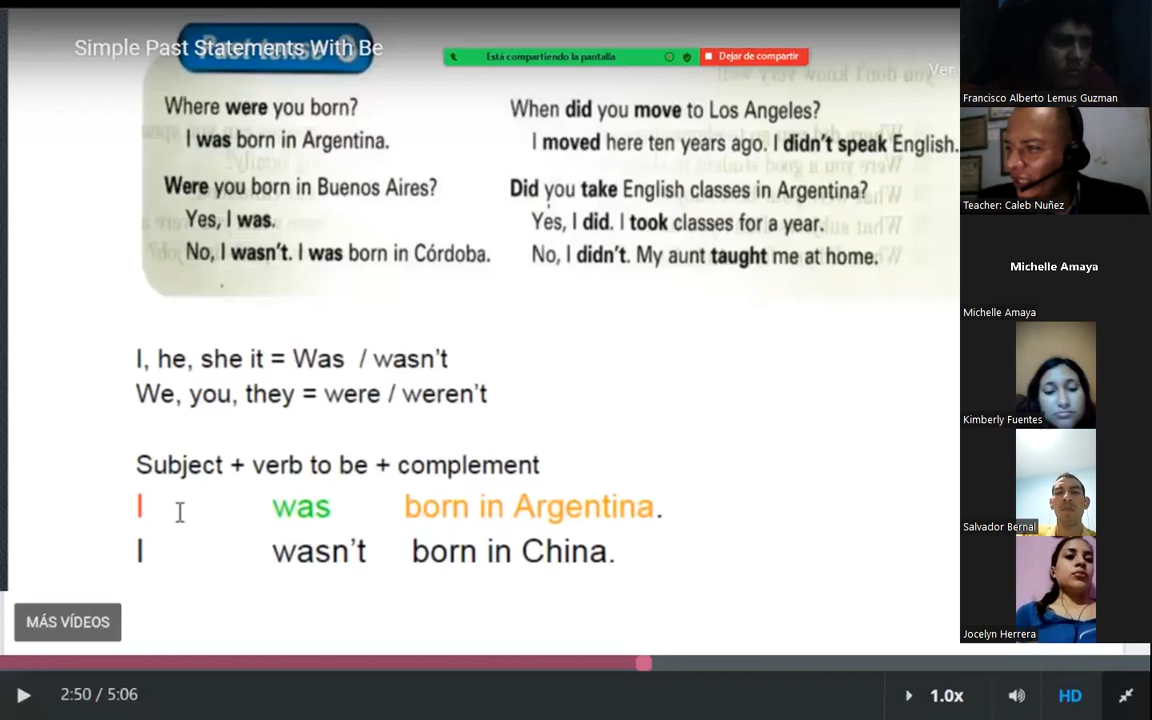 Simple Past Statements With Be
Past tense
Está compartiendo la pantalla
Dejar de compartir
Ver
Where were you born?
I was born in Argentina.
Were you born in Buenos Aires?
Yes, I was.
No, I wasn't. I was born in Córdoba.
When did you move to Los Angeles?
I moved here ten years ago. I didn't speak English.
Did you take English classes in Argentina?
Yes, I did. I took classes for a year.
No, I didn't. My aunt taught me at home.
I, he, she it = Was / wasn't
We, you, they = were / weren't
Subject + verb to be + complement
I was born in Argentina.
I wasn't born in China.
MÁS VÍDEOS
2:50 / 5:06
1.0x
HD
Francisco Alberto Lemus Guzman
Teacher: Caleb Nuñez
Michelle Amaya
Michelle Amaya
Kimberly Fuentes
Salvador Bernal
Jocelyn Herrera